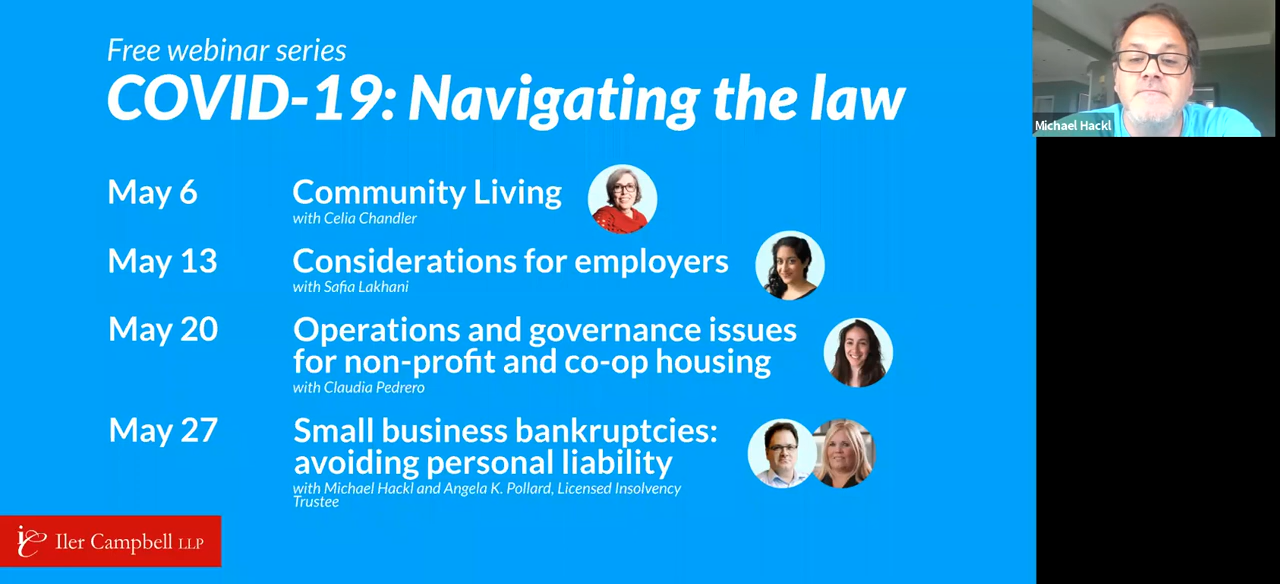 Free webinar series
COVID-19: Navigating the law
May 6
Community Living
with Celia Chandler
May 13
Considerations for employers
with Safia Lakhani
May 20
Operations and governance issues
for non-profit and co-op housing
with Claudia Pedrero
May 27
Small business bankruptcies:
avoiding personal liability
with Michael Hackl and Angela K. Pollard, Licensed Insolvency
Trustee
ic Iler Campbell LLP
Michael Hackl